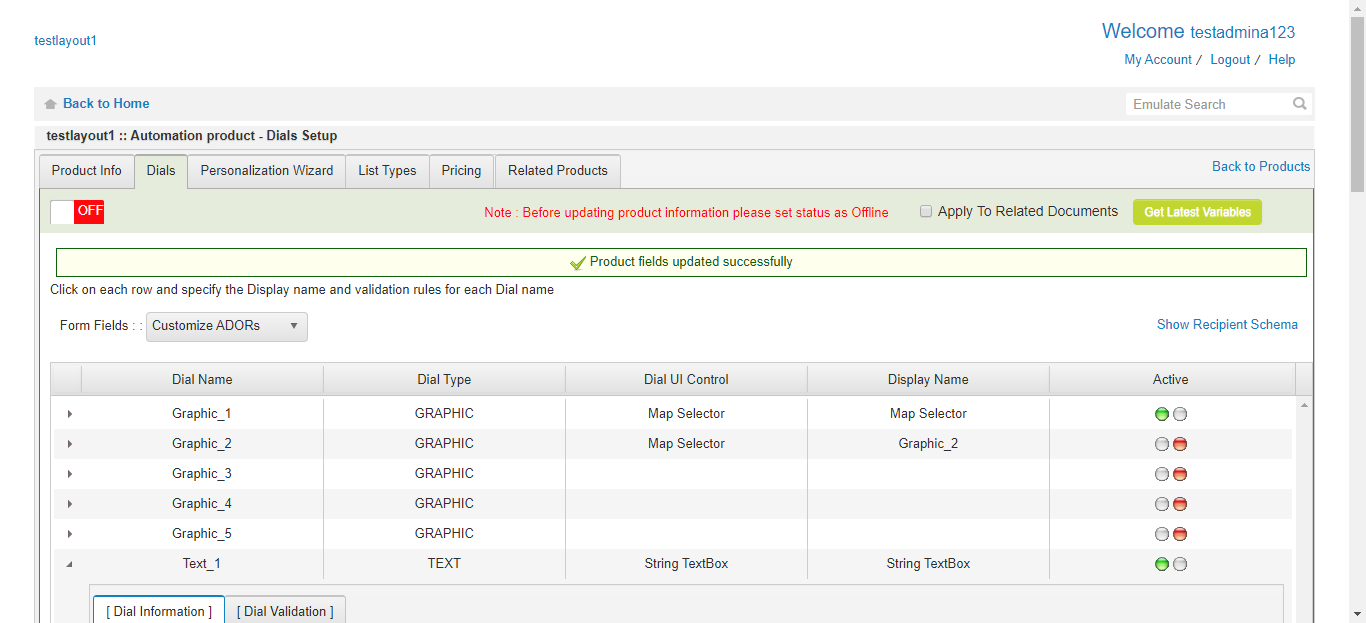 testlayout1
Welcome testadmina123
My Account / Logout / Help
Back to Home
Emulate Search
testlayout1 :: Automation product - Dials Setup
Product Info Dials Personalization Wizard List Types Pricing Related Products Back to Products
OFF Note : Before updating product information please set status as Offline Apply To Related Documents Get Latest Variables
Product fields updated successfully
Click on each row and specify the Display name and validation rules for each Dial name
Form Fields : : Customize ADORs Show Recipient Schema
Dial Name Dial Type Dial UI Control Display Name Active
Graphic_1 GRAPHIC Map Selector Map Selector
Graphic_2 GRAPHIC Map Selector Graphic_2
Graphic_3 GRAPHIC
Graphic_4 GRAPHIC
Graphic_5 GRAPHIC
Text_1 TEXT String TextBox String TextBox
[ Dial Information ] [ Dial Validation ]